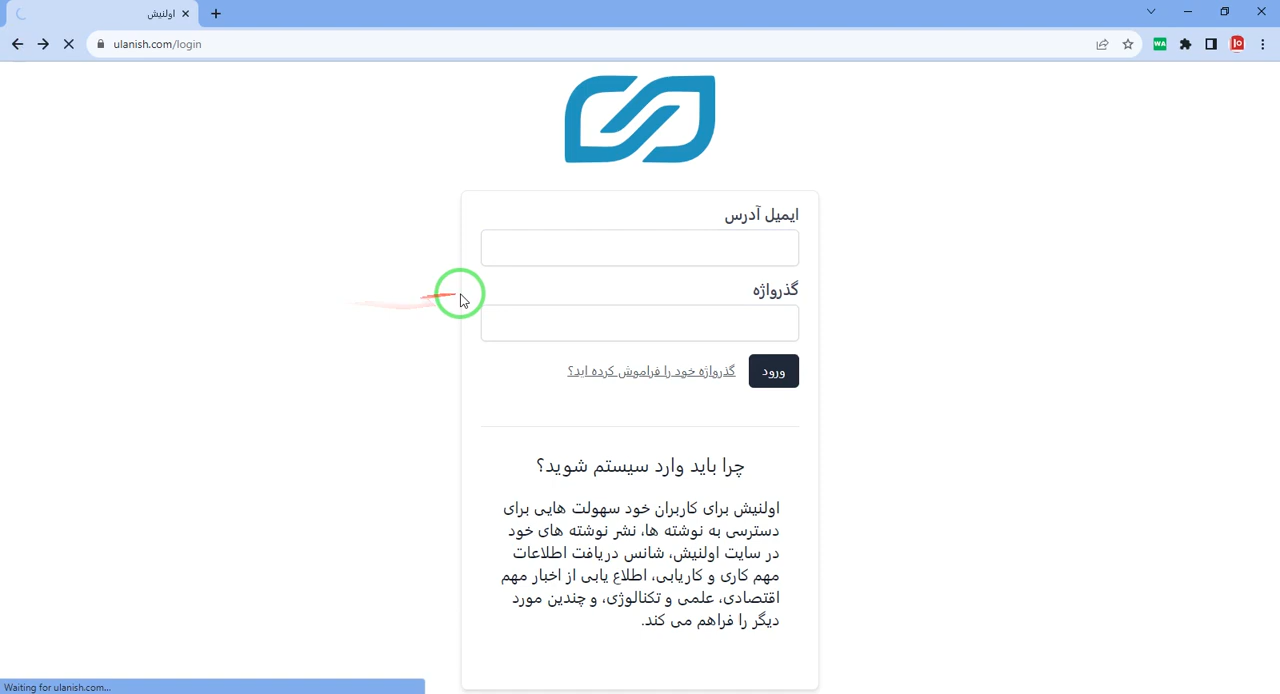 اولنیش
ulanish.com/login
WA
lo
ایمیل آدرس
گذرواژه
ورود
گذرواژه خود را فراموش کرده اید؟
چرا باید وارد سیستم شوید؟
اولنیش برای کاربران خود سهولت هایی برای
دسترسی به نوشته ها، نشر نوشته های خود
در سایت اولنیش، شانس دریافت اطلاعات
مهم کاری و کاریابی، اطلاع یابی از اخبار مهم
اقتصادی، علمی و تکنالوژی، و چندین مورد
دیگر را فراهم می کند.
Waiting for ulanish.com...